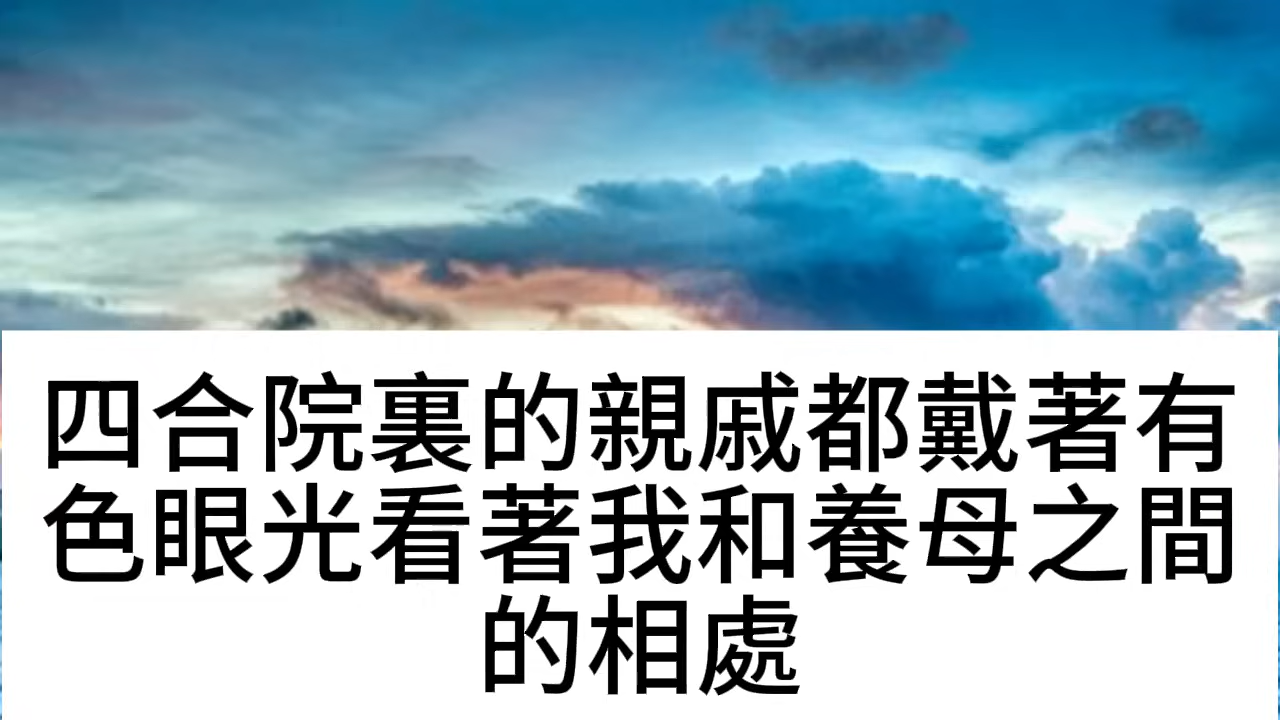 四合院裏的親戚都戴著有
色眼光看著我和養母之間
的相處